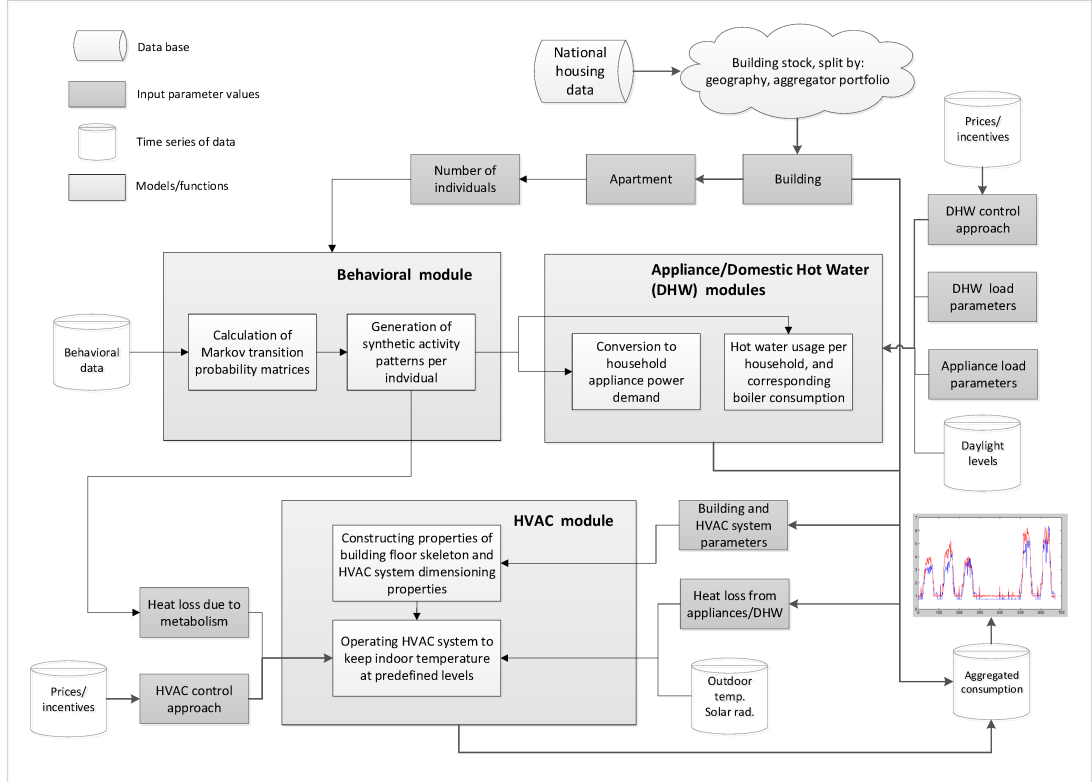 Data base
Input parameter values
Time series of data
Models/functions
National
housing
data
Building stock, split by:
geography, aggregator portfolio
Prices/
incentives
Number of
individuals
Apartment
Building
DHW control
approach
DHW load
parameters
Appliance load
parameters
Daylight
levels
Behavioral module
Behavioral
data
Calculation of
Markov transition
probability matrices
Generation of
synthetic activity
patterns per
indvidual
Appliance/Domestic Hot Water
(DHW) modules
Conversion to
household
appliance power
demand
Hot water usage per
household, and
corresponding
boiler consumption
HVAC module
Constructing properties of
building floor skeleton and
HVAC system dimensioning
properties
Operating HVAC system to
keep indoor temperature
at predefined levels
Building and
HVAC system
parameters
Heat loss from
appliances/DHW
Outdoor
temp.
Solar rad.
Heat loss due to
metabolism
Prices/
incentives
HVAC control
approach
Aggregated
consumption